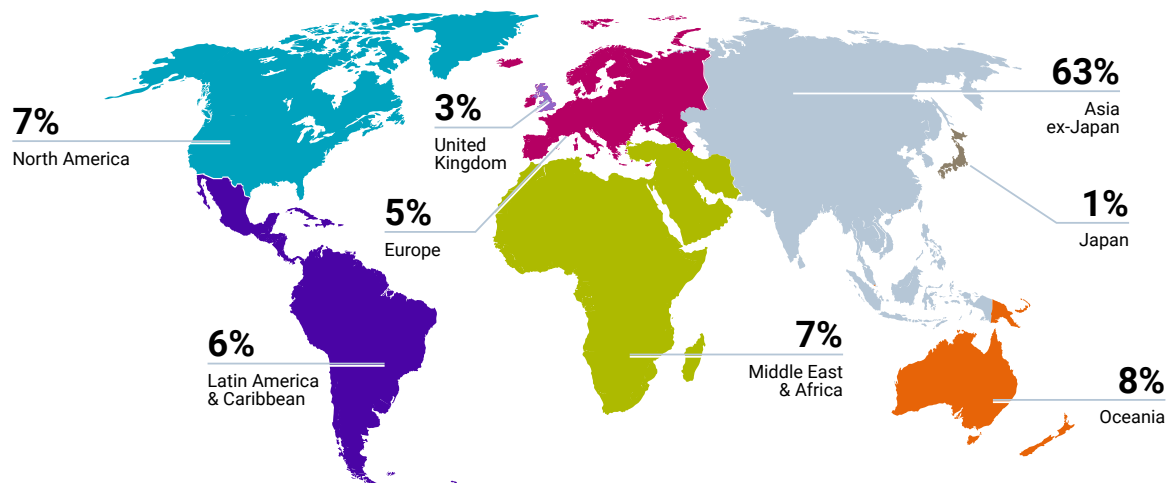 7%
North America
3%
United
Kingdom
5%
Europe
6%
Latin America
& Caribbean
7%
Middle East
& Africa
63%
Asia
ex-Japan
1%
Japan
8%
Oceania